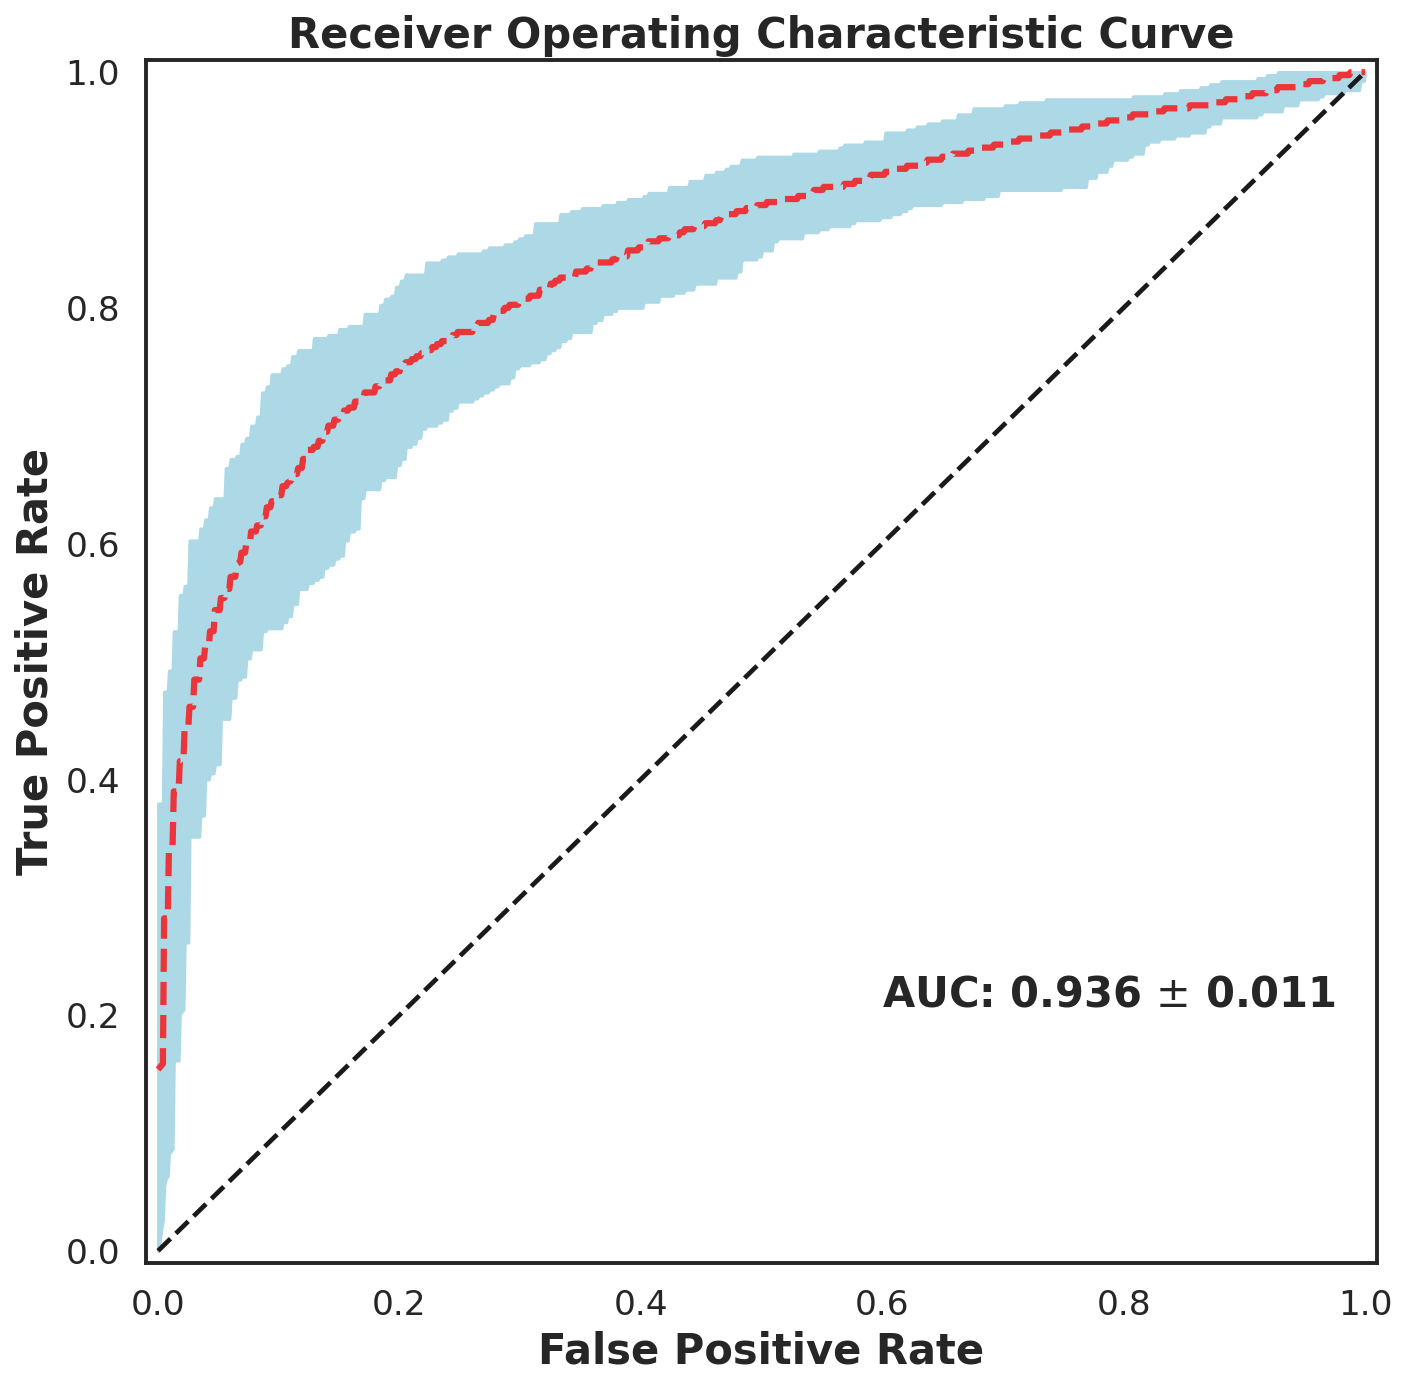 Receiver Operating Characteristic Curve
True Positive Rate
1.0
0.8
0.6
0.4
0.2
0.0
AUC: 0.936 ± 0.011
0.0 0.2 0.4 0.6 0.8 1.0
False Positive Rate